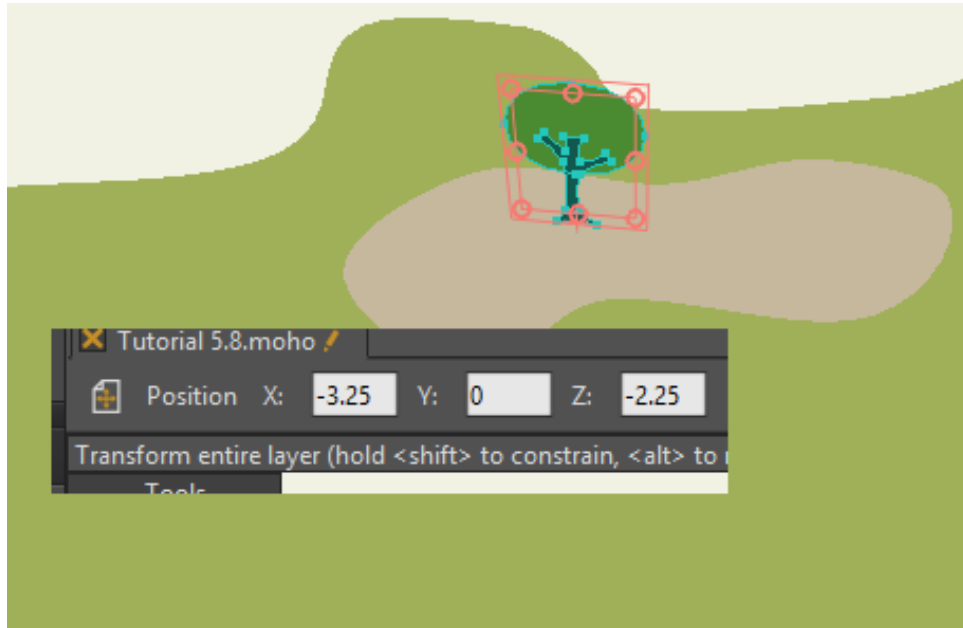 Tutorial 5.8.moho
Position X: -3.25 Y: 0 Z: -2.25
Transform entire layer (hold <shift> to constrain, <alt> to
Tools